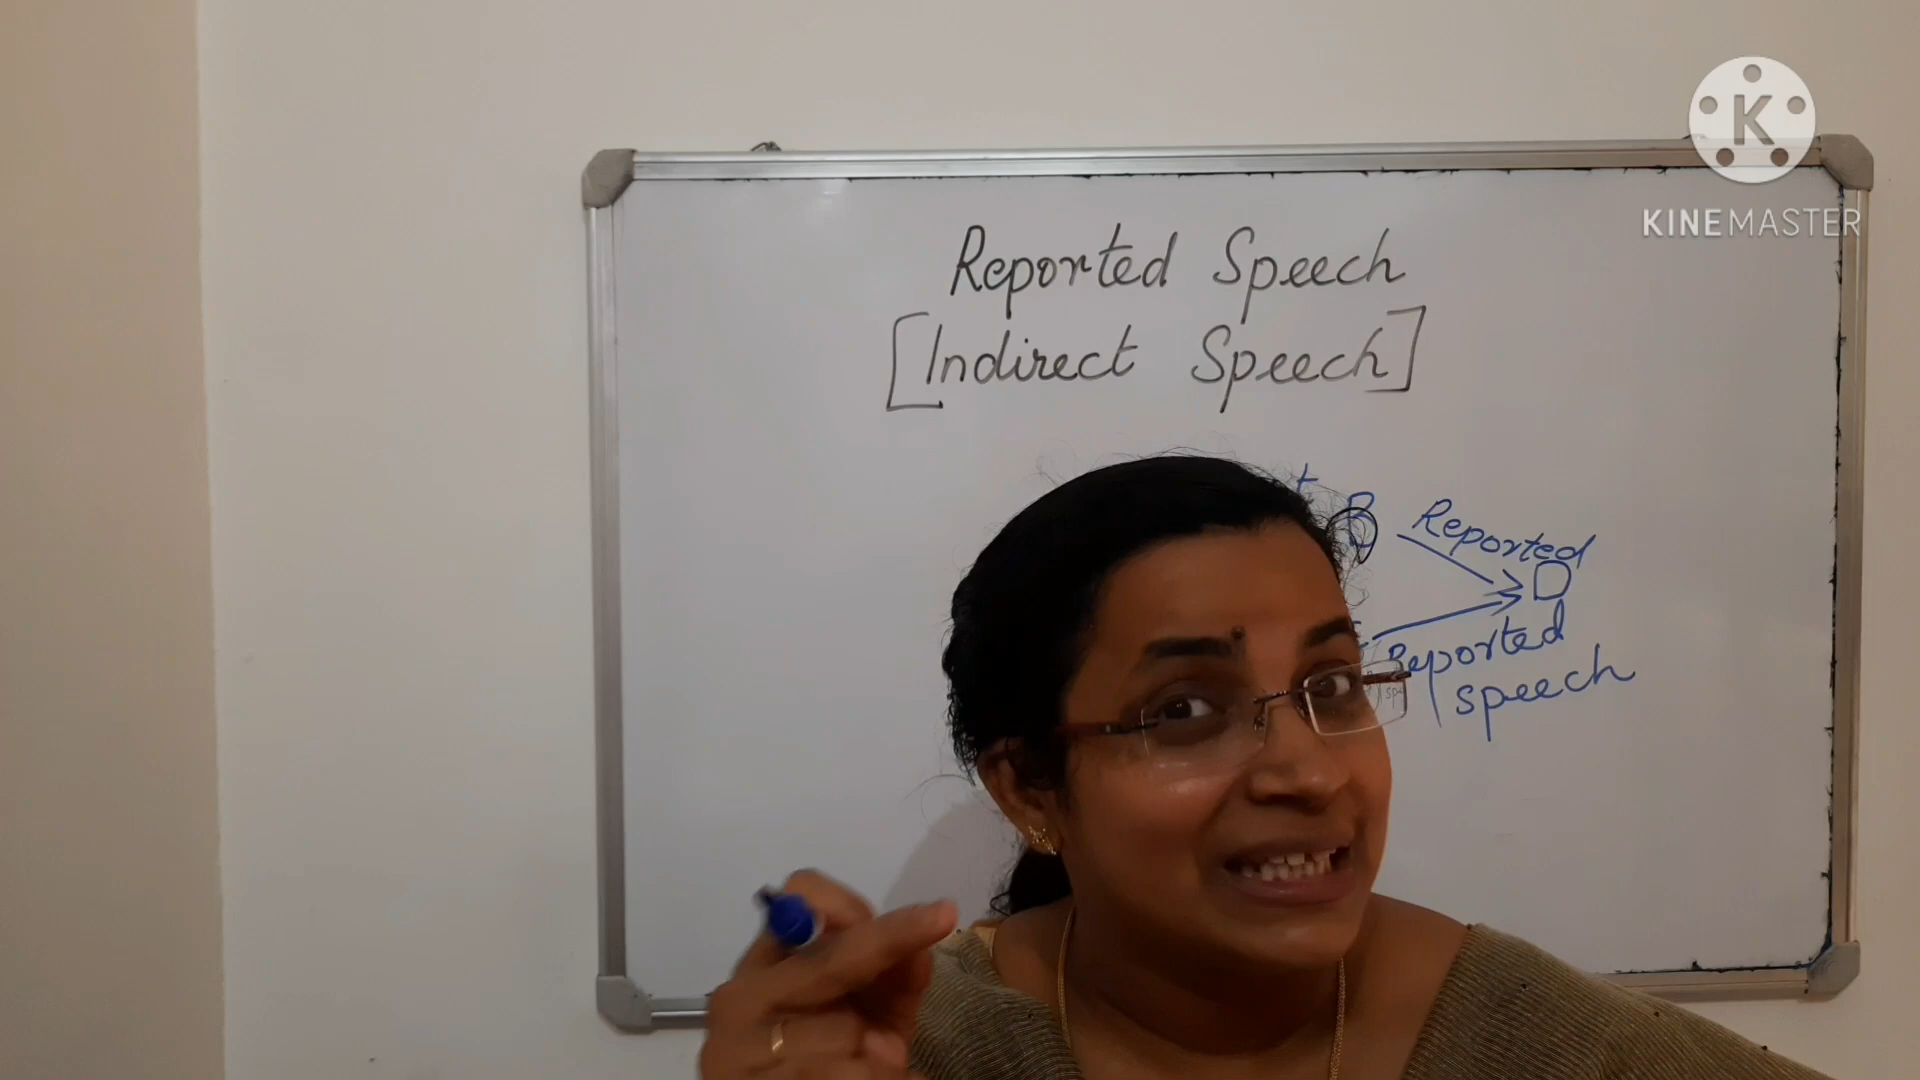 K
KINEMASTER
Reported Speech
[Indirect Speech]
t B
Reported
D
Reported
speech